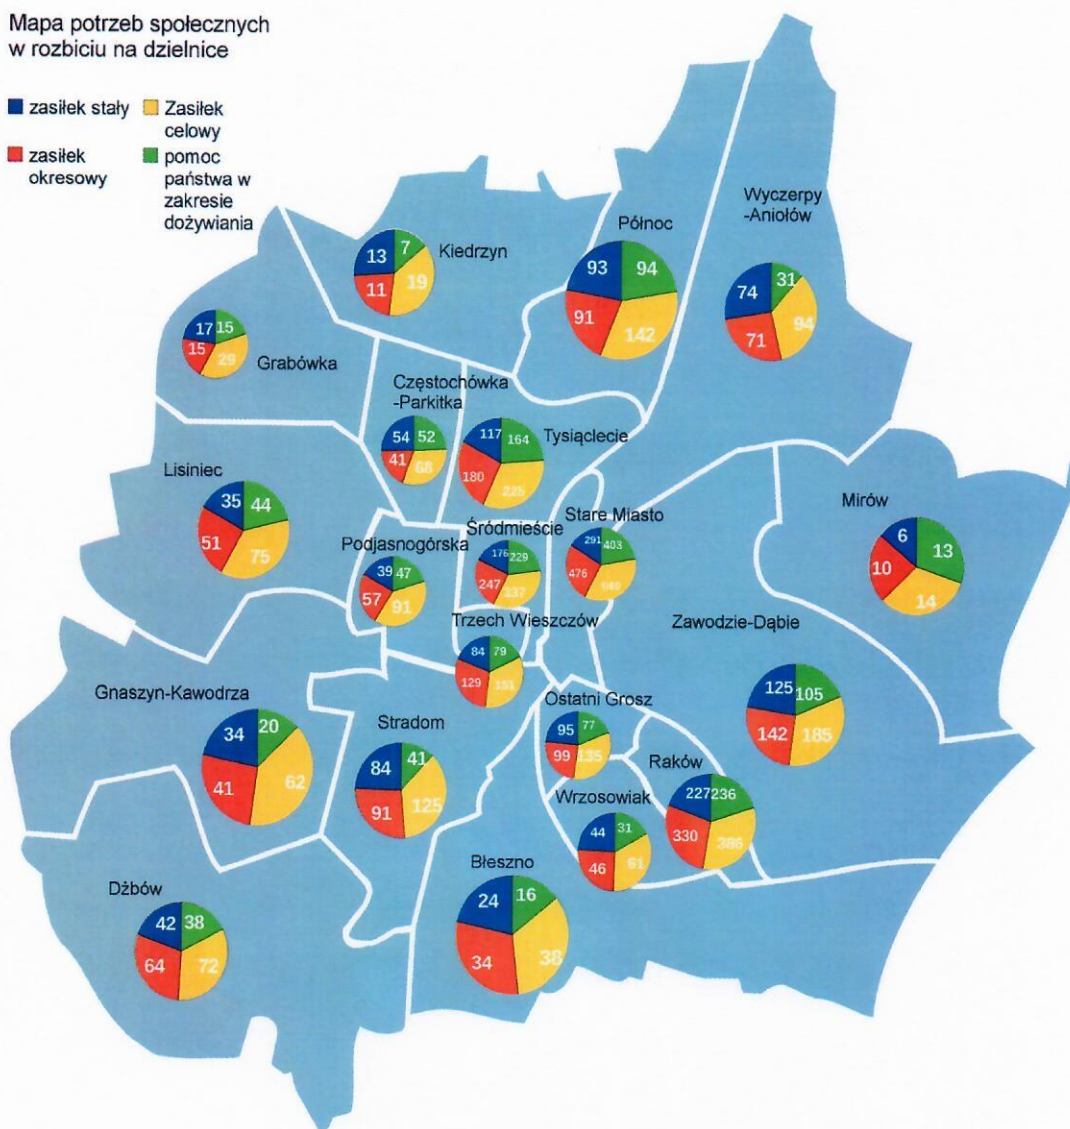 Mapa potrzeb społecznych
w rozbiciu na dzielnice
zasiłek stały
Zasiłek
celowy
zasiłek
okresowy
pomoc
państwa w
zakresie
dożywiania
Kiedrzyn
13 7
11 19
Północ
93 94
91 142
Wyczerpy
-Aniołów
74 31
71 94
17 15
15 29
Grabówka
Częstochówka
-Parkitka
54 52
41 68
Tysiąclecie
117 164
180 225
Lisiniec
35 44
51 75
Mirów
6 13
10 14
Podjasnogórska
39 47
57 91
Śródmieście
176 229
247 337
Stare Miasto
291 403
476
Trzech Wieszczów
84 79
129 151
Zawodzie-Dąbie
125 105
142 185
Gnaszyn-Kawodrza
34 20
41 62
Stradom
84 41
91 125
Ostatni Grosz
95 77
99 135
Raków
227 236
330 386
Wrzosowiak
44 31
46 61
Błeszno
24 16
34 38
Dźbów
42 38
64 72